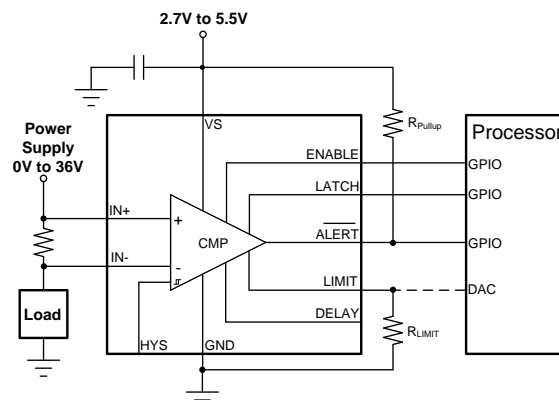 2.7V to 5.5V
Power
Supply
0V to 36V
VS
RPullup
Processor
ENABLE
GPIO
LATCH
GPIO
IN+
+
CMP
ALERT
GPIO
IN-
-
LIMIT
DAC
Load
DELAY
RLIMIT
HYS
GND